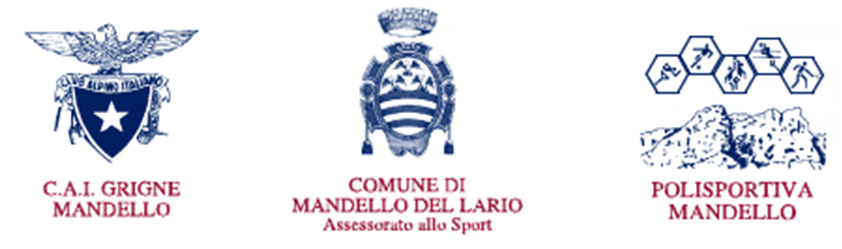 CLUB ALPINO ITALIANO
C.A.I. GRIGNE
MANDELLO
COMUNE DI
MANDELLO DEL LARIO
Assessorato allo Sport
POLISPORTIVA
MANDELLO